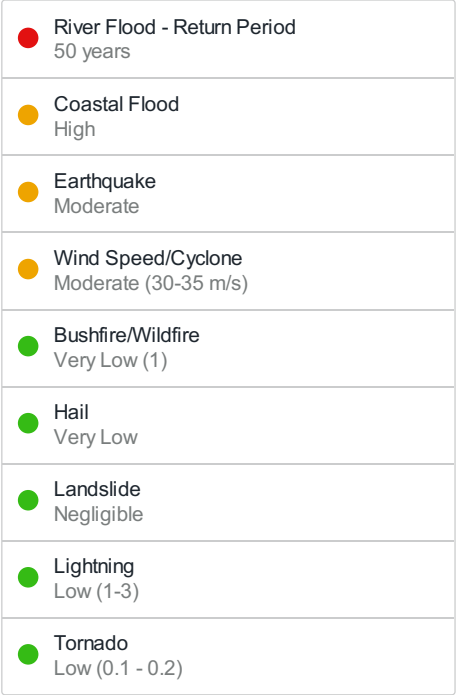 River Flood - Return Period
50 years
Coastal Flood
High
Earthquake
Moderate
Wind Speed/Cyclone
Moderate (30-35 m/s)
Bushfire/Wildfire
Very Low (1)
Hail
Very Low
Landslide
Negligible
Lightning
Low (1-3)
Tornado
Low (0.1 - 0.2)